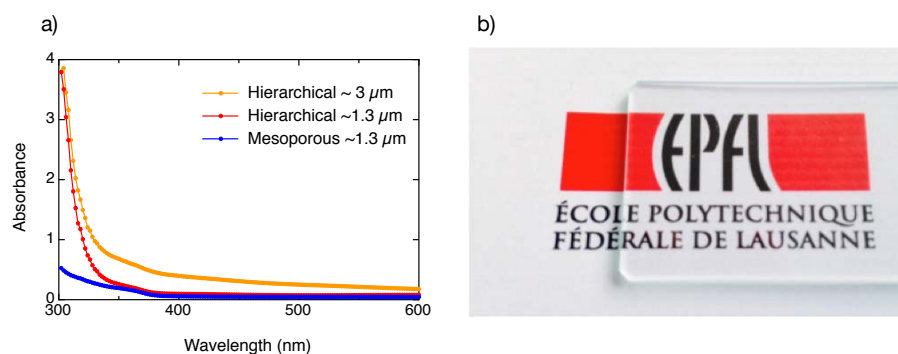 a)
b)
4
3
2
1
0
Absorbance
Hierarchical ~ 3 µm
Hierarchical ~1.3 µm
Mesoporous ~1.3 µm
300
400
500
600
Wavelength (nm)
EPFL
ÉCOLE POLYTECHNIQUE
FÉDÉRALE DE LAUSANNE